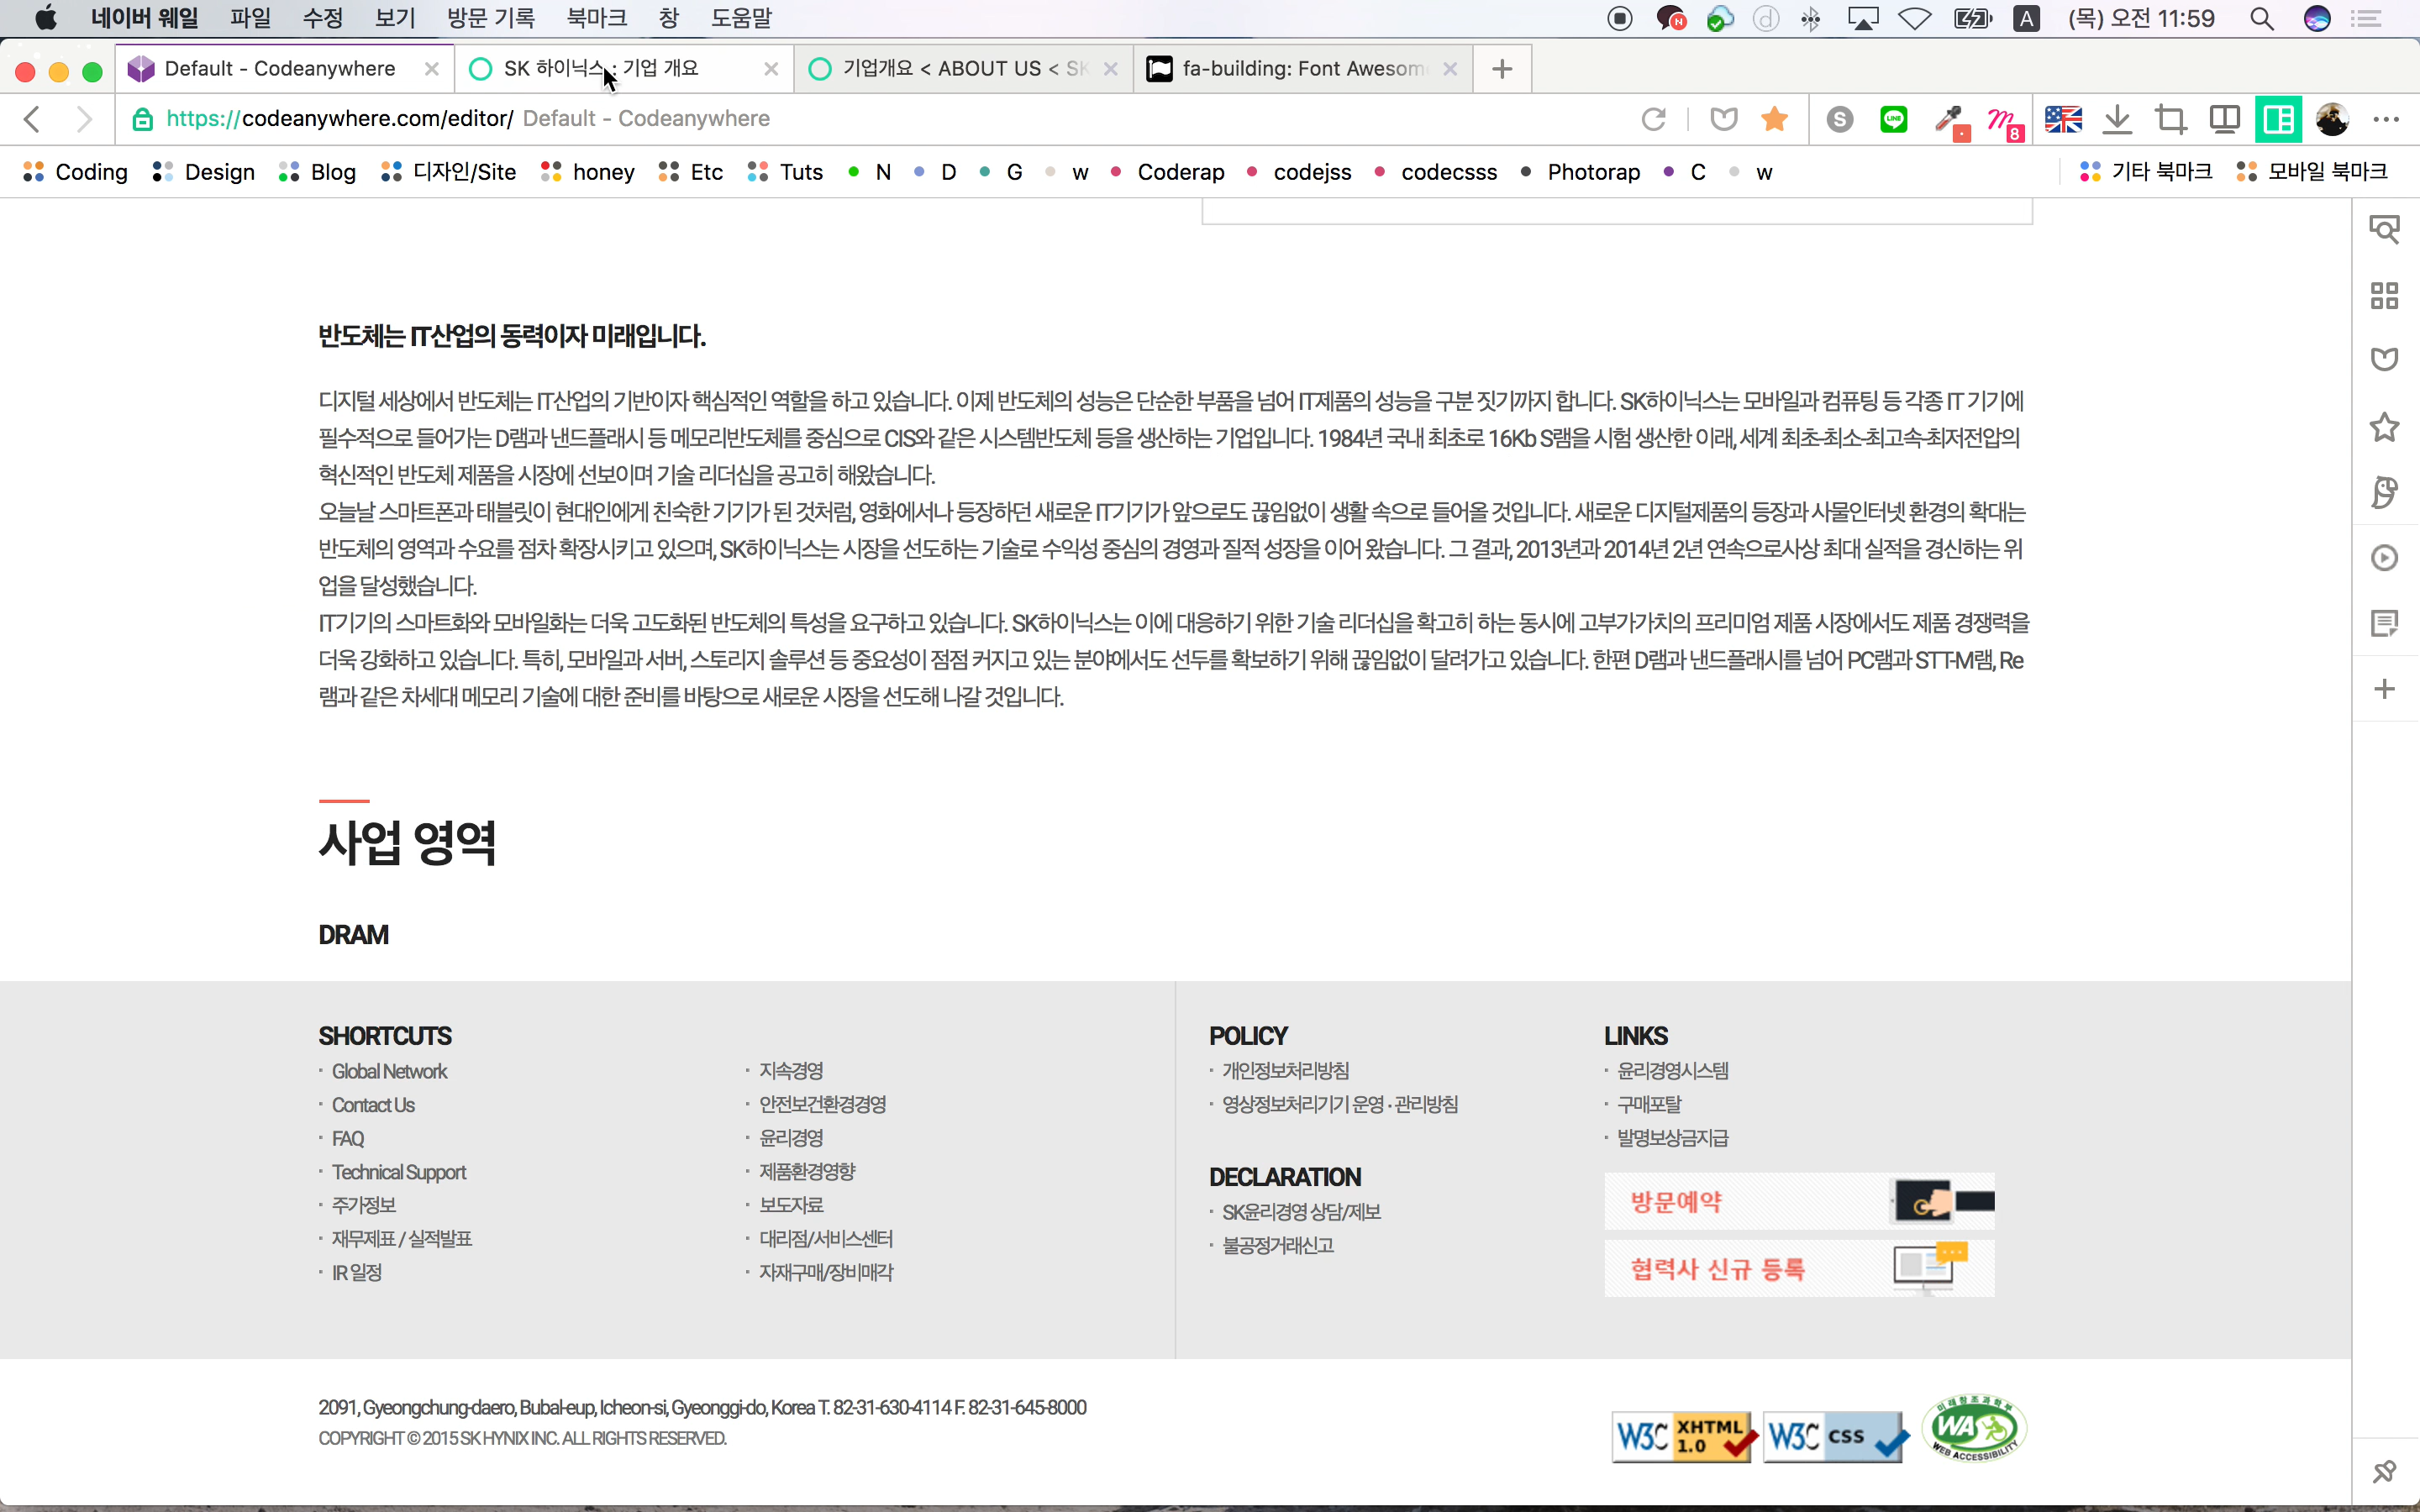 네이버 웨일 파일 수정 보기 방문 기록 북마크 창 도움말 N d A (목) 오전 11:59
Default - Codeanywhere SK 하이닉스 : 기업 개요 기업개요 < ABOUT US < SK fa-building: Font Awesom
https://codeanywhere.com/editor/ Default - Codeanywhere S LINE m 8
Coding Design Blog 디자인/Site honey Etc Tuts N D G w Coderap codejss codecsss Photorap C w 기타 북마크 모바일 북마크
반도체는 IT산업의 동력이자 미래입니다.
디지털 세상에서 반도체는 IT산업의 기반이자 핵심적인 역할을 하고 있습니다. 이제 반도체의 성능은 단순한 부품을 넘어 IT제품의 성능을 구분 짓기까지 합니다. SK하이닉스는 모바일과 컴퓨팅 등 각종 IT 기기에
필수적으로 들어가는 D램과 낸드플래시 등 메모리반도체를 중심으로 CIS와 같은 시스템반도체 등을 생산하는 기업입니다. 1984년 국내 최초로 16Kb S램을 시험 생산한 이래, 세계 최초·최소·최고속·최저전압의
혁신적인 반도체 제품을 시장에 선보이며 기술 리더십을 공고히 해왔습니다.
오늘날 스마트폰과 태블릿이 현대인에게 친숙한 기기가 된 것처럼, 영화에서나 등장하던 새로운 IT기기가 앞으로도 끊임없이 생활 속으로 들어올 것입니다. 새로운 디지털제품의 등장과 사물인터넷 환경의 확대는
반도체의 영역과 수요를 점차 확장시키고 있으며, SK하이닉스는 시장을 선도하는 기술로 수익성 중심의 경영과 질적 성장을 이어 왔습니다. 그 결과, 2013년과 2014년 2년 연속으로사상 최대 실적을 경신하는 위
업을 달성했습니다.
IT기기의 스마트화와 모바일화는 더욱 고도화된 반도체의 특성을 요구하고 있습니다. SK하이닉스는 이에 대응하기 위한 기술 리더십을 확고히 하는 동시에 고부가가치의 프리미엄 제품 시장에서도 제품 경쟁력을
더욱 강화하고 있습니다. 특히, 모바일과 서버, 스토리지 솔루션 등 중요성이 점점 커지고 있는 분야에서도 선두를 확보하기 위해 끊임없이 달려가고 있습니다. 한편 D램과 낸드플래시를 넘어 PC램과 STT-M램, Re
램과 같은 차세대 메모리 기술에 대한 준비를 바탕으로 새로운 시장을 선도해 나갈 것입니다.
사업 영역
DRAM
SHORTCUTS
· Global Network
· Contact Us
· FAQ
· Technical Support
· 주가정보
· 재무제표 / 실적발표
· IR 일정
· 지속경영
· 안전보건환경경영
· 윤리경영
· 제품환경영향
· 보도자료
· 대리점/서비스센터
· 자재구매/장비매각
POLICY
· 개인정보처리방침
· 영상정보처리기기 운영·관리방침
DECLARATION
· SK윤리경영 상담/제보
· 불공정거래신고
LINKS
· 윤리경영시스템
· 구매포탈
· 발명보상금지급
방문예약
협력사 신규 등록
2091, Gyeongchung-daero, Bubal-eup, Icheon-si, Gyeonggi-do, Korea T. 82-31-630-4114 F. 82-31-645-8000
COPYRIGHT © 2015 SK HYNIX INC. ALL RIGHTS RESERVED.
W3C XHTML 1.0
W3C CSS
미래창조과학부
WA
WEB ACCESSIBILITY